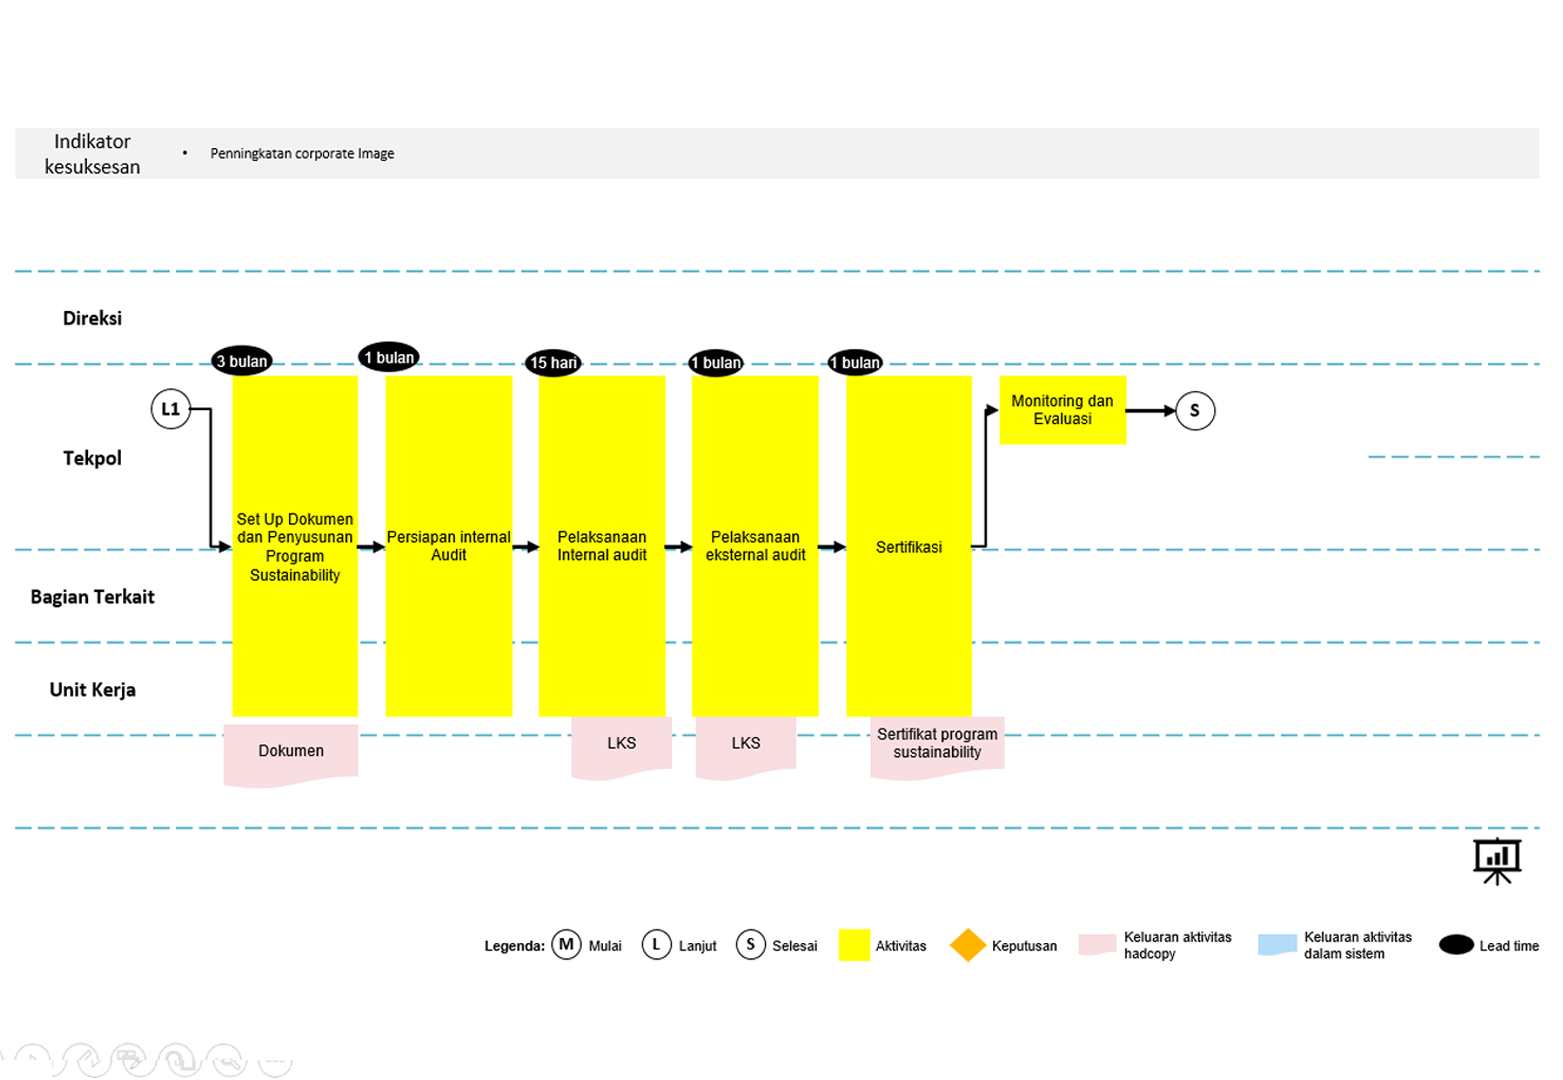 Indikator
kesuksesan
• Penningkatan corporate Image
Direksi
3 bulan
1 bulan
15 hari
1 bulan
1 bulan
L1
Monitoring dan
Evaluasi
S
Tekpol
Set Up Dokumen
dan Penyusunan
Program
Sustainability
Persiapan internal
Audit
Pelaksanaan
Internal audit
Pelaksanaan
eksternal audit
Sertifikasi
Bagian Terkait
Unit Kerja
Dokumen
LKS
LKS
Sertifikat program
sustainability
Legenda:
M Mulai
L Lanjut
S Selesai
Aktivitas
Keputusan
Keluaran aktivitas
hadcopy
Keluaran aktivitas
dalam sistem
Lead time